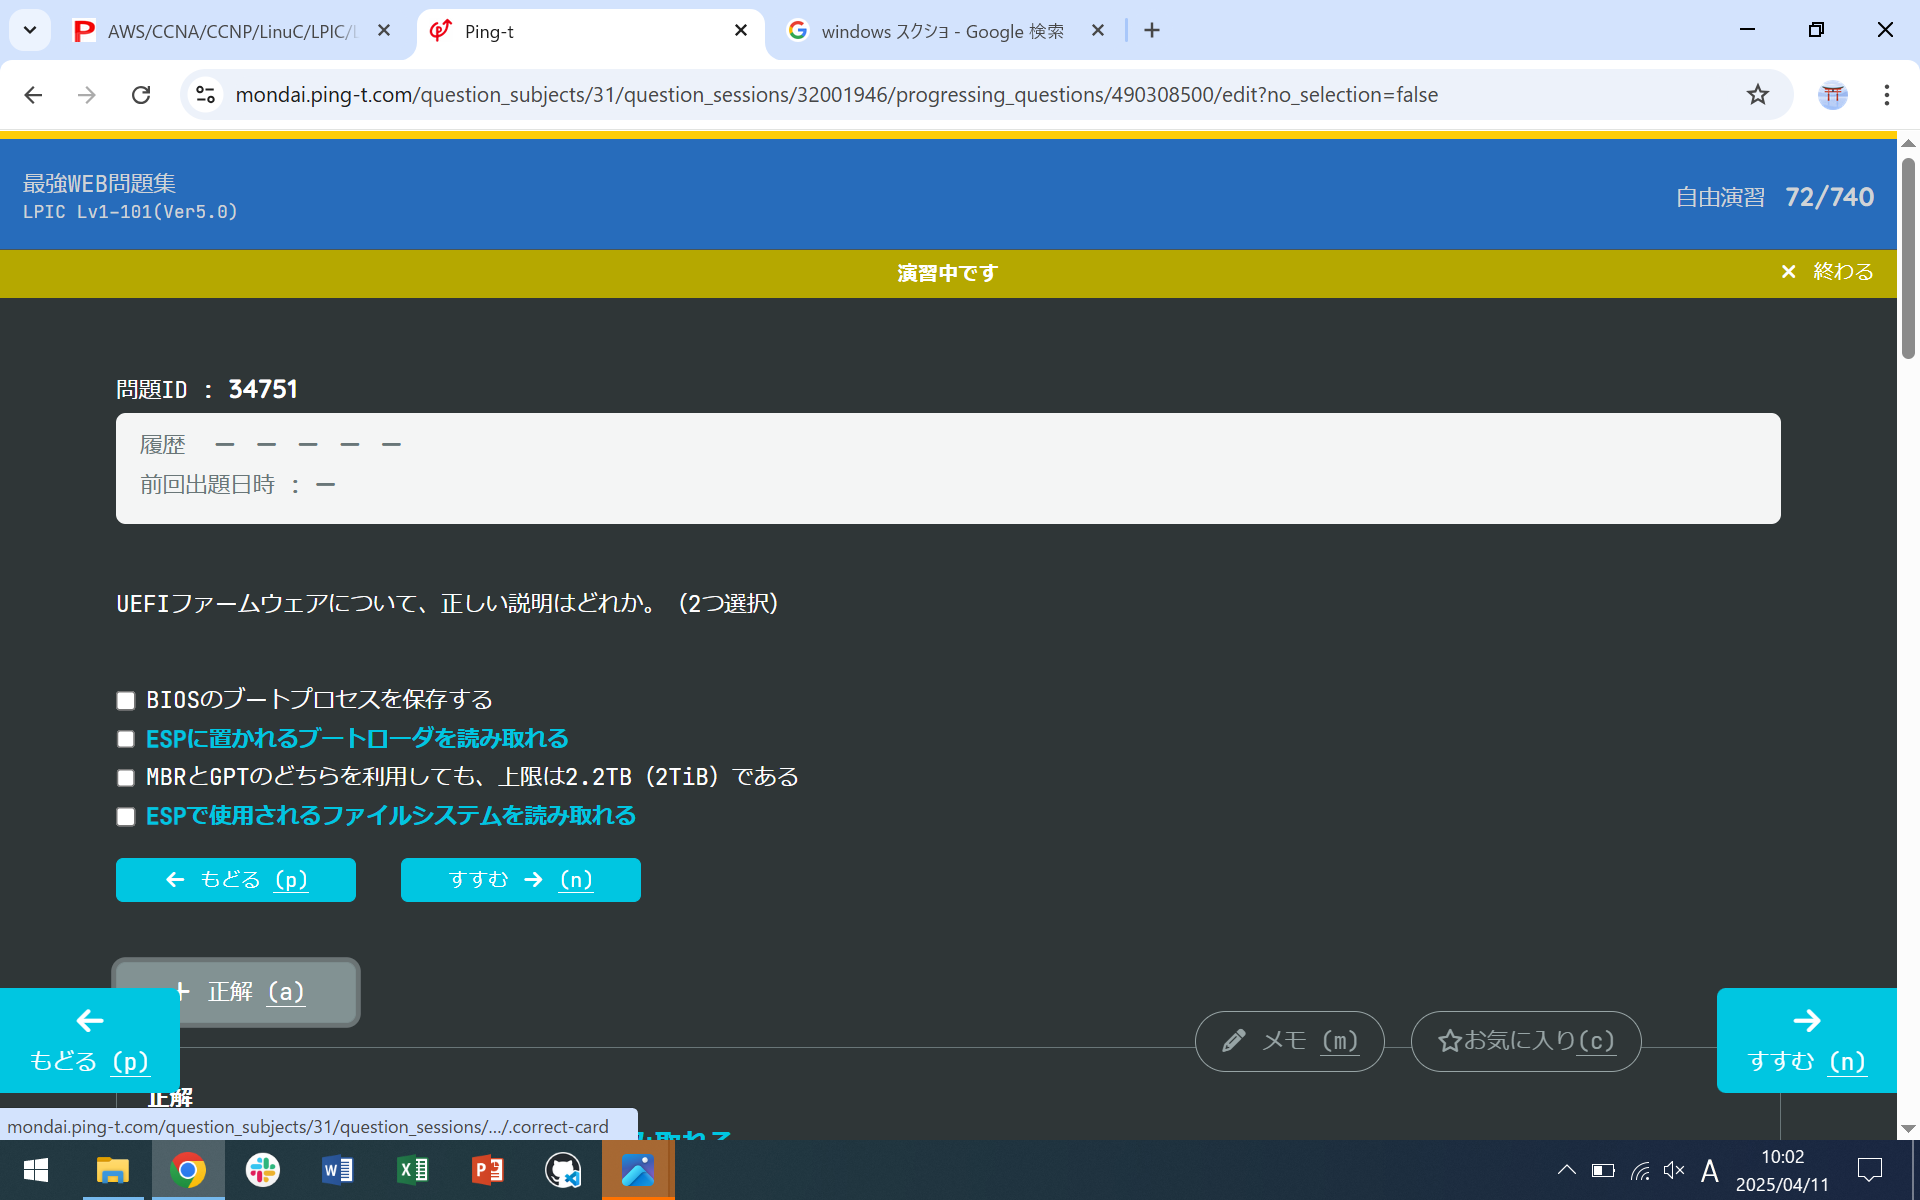 AWS/CCNA/CCNP/LinuC/LPIC/
Ping-t
windows スクショ - Google 検索
mondai.ping-t.com/question_subjects/31/question_sessions/32001946/progressing_questions/490308500/edit?no_selection=false
最強WEB問題集
LPIC Lv1-101(Ver5.0)
自由演習 72/740
演習中です
× 終わる
問題ID : 34751
履歴 ー ー ー ー ー
前回出題日時 : ー
UEFIファームウェアについて、正しい説明はどれか。（2つ選択）
BIOSのブートプロセスを保存する
ESPに置かれるブートローダを読み取れる
MBRとGPTのどちらを利用しても、上限は2.2TB（2TiB）である
ESPで使用されるファイルシステムを読み取れる
← もどる (p)
すすむ → (n)
+ 正解 (a)
メモ (m)
☆お気に入り(c)
← もどる (p)
→ すすむ (n)
正解
mondai.ping-t.com/question_subjects/31/question_sessions/.../.correct-card
み取れる
A
10:02
2025/04/11